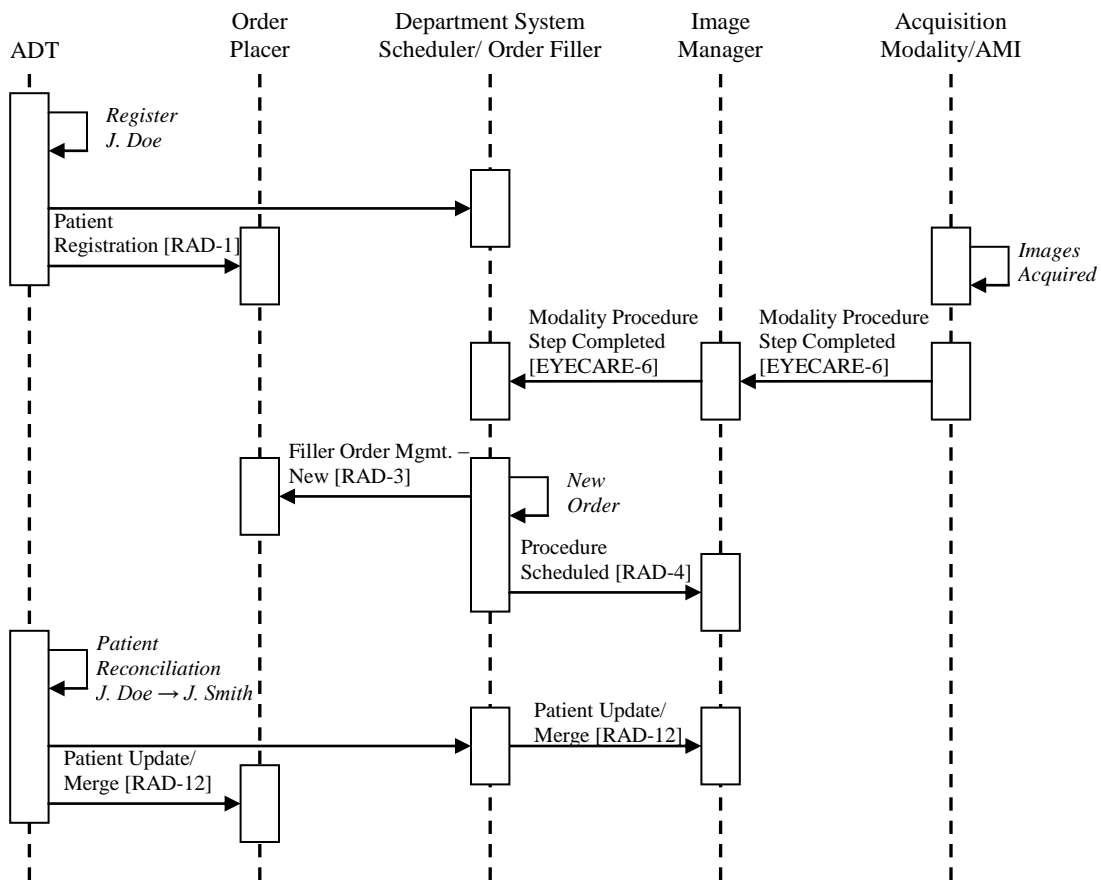 ADT
Order
Placer
Department System
Scheduler/ Order Filler
Image
Manager
Acquisition
Modality/AMI
Register
J. Doe
Patient
Registration [RAD-1]
Images
Acquired
Modality Procedure
Step Completed
[EYECARE-6]
Modality Procedure
Step Completed
[EYECARE-6]
Filler Order Mgmt. –
New [RAD-3]
New
Order
Procedure
Scheduled [RAD-4]
Patient
Reconciliation
J. Doe → J. Smith
Patient Update/
Merge [RAD-12]
Patient Update/
Merge [RAD-12]